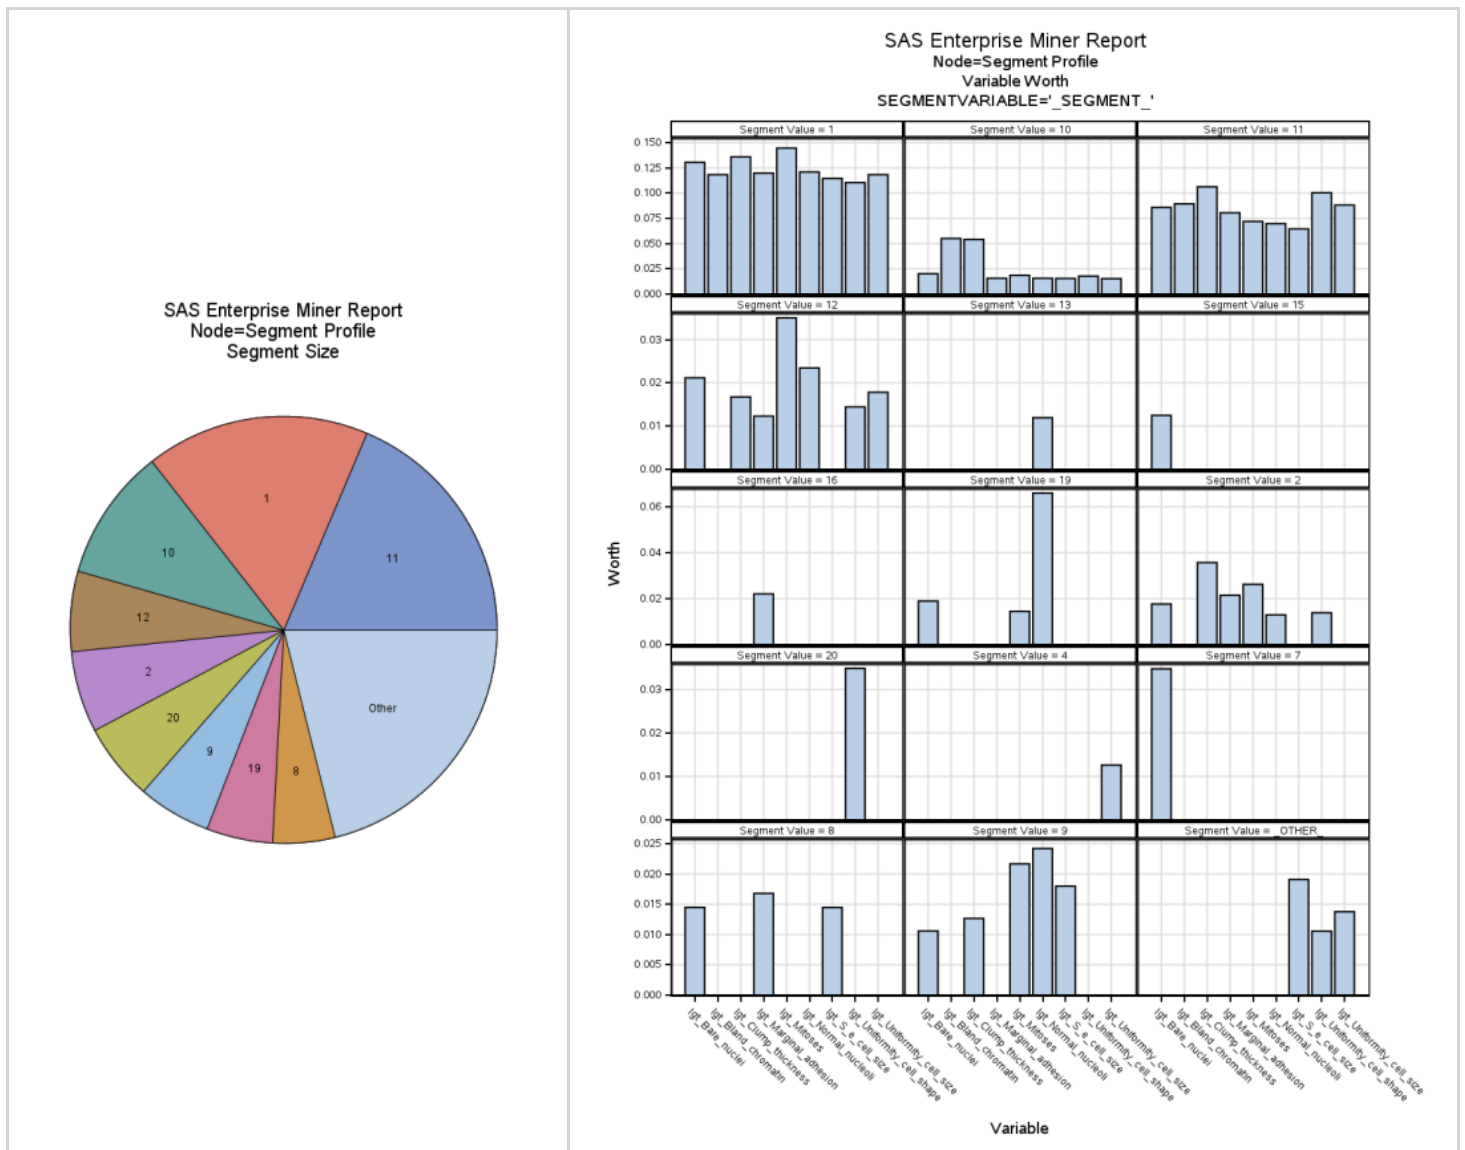 SAS Enterprise Miner Report
Node=Segment Profile
Segment Size
1
11
10
12
2
20
9
19
8
Other
SAS Enterprise Miner Report
Node=Segment Profile
Variable Worth
SEGMENTVARIABLE='_SEGMENT_'
Segment Value = 1
Segment Value = 10
Segment Value = 11
0.150
0.125
0.100
0.075
0.050
0.025
0.000
Segment Value = 12
Segment Value = 13
Segment Value = 15
0.03
0.02
0.01
0.00
Segment Value = 16
Segment Value = 19
Segment Value = 2
0.06
0.04
0.02
0.00
Worth
Segment Value = 20
Segment Value = 4
Segment Value = 7
0.03
0.02
0.01
0.00
Segment Value = 8
Segment Value = 9
Segment Value = _OTHER_
0.025
0.020
0.015
0.010
0.005
0.000
lgt_Bare_nuclei
lgt_Bland_chromatin
lgt_Clump_thickness
lgt_Marginal_adhesion
lgt_Mitoses
lgt_Normal_nucleoli
lgt_S_e_cell_size
lgt_Uniformity_cell_shape
lgt_Uniformity_cell_size
lgt_Bare_nuclei
lgt_Bland_chromatin
lgt_Clump_thickness
lgt_Marginal_adhesion
lgt_Mitoses
lgt_Normal_nucleoli
lgt_S_e_cell_size
lgt_Uniformity_cell_shape
lgt_Uniformity_cell_size
lgt_Bare_nuclei
lgt_Bland_chromatin
lgt_Clump_thickness
lgt_Marginal_adhesion
lgt_Mitoses
lgt_Normal_nucleoli
lgt_S_e_cell_size
lgt_Uniformity_cell_shape
lgt_Uniformity_cell_size
Variable